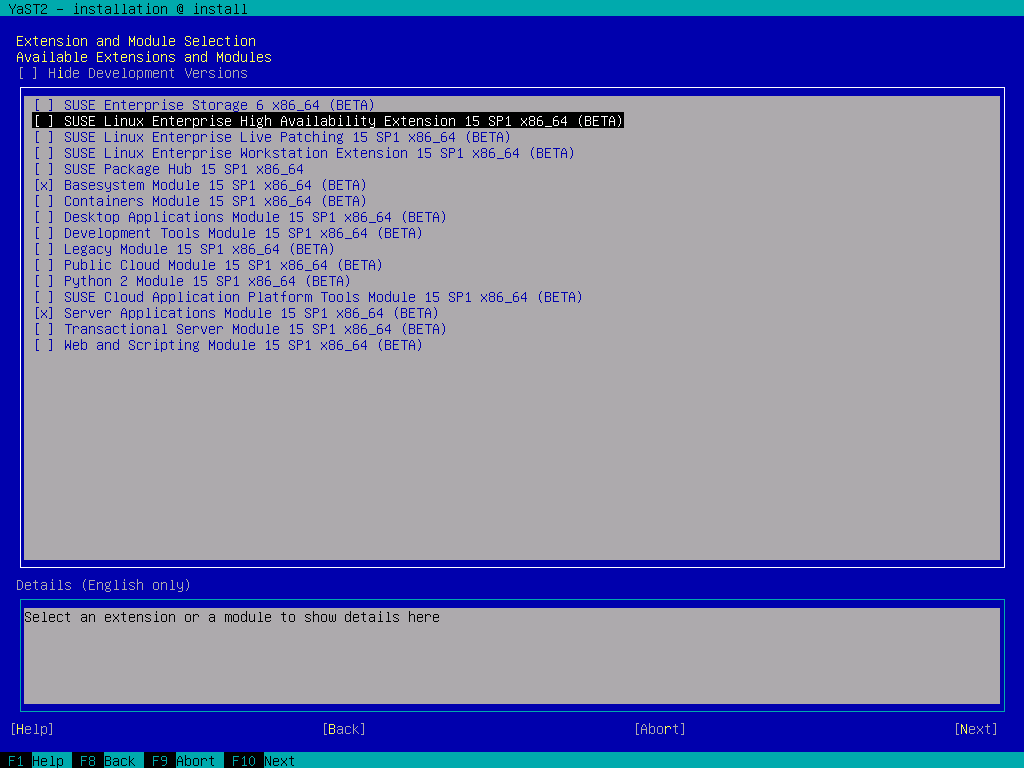 YaST2 - installation @ install
Extension and Module Selection
Available Extensions and Modules
[ ] Hide Development Versions
[ ] SUSE Enterprise Storage 6 x86_64 (BETA)
[ ] SUSE Linux Enterprise High Availability Extension 15 SP1 x86_64 (BETA)
[ ] SUSE Linux Enterprise Live Patching 15 SP1 x86_64 (BETA)
[ ] SUSE Linux Enterprise Workstation Extension 15 SP1 x86_64 (BETA)
[ ] SUSE Package Hub 15 SP1 x86_64
[x] Basesystem Module 15 SP1 x86_64 (BETA)
[ ] Containers Module 15 SP1 x86_64 (BETA)
[ ] Desktop Applications Module 15 SP1 x86_64 (BETA)
[ ] Development Tools Module 15 SP1 x86_64 (BETA)
[ ] Legacy Module 15 SP1 x86_64 (BETA)
[ ] Public Cloud Module 15 SP1 x86_64 (BETA)
[ ] Python 2 Module 15 SP1 x86_64 (BETA)
[ ] SUSE Cloud Application Platform Tools Module 15 SP1 x86_64 (BETA)
[x] Server Applications Module 15 SP1 x86_64 (BETA)
[ ] Transactional Server Module 15 SP1 x86_64 (BETA)
[ ] Web and Scripting Module 15 SP1 x86_64 (BETA)
Details (English only)
Select an extension or a module to show details here
[Help] [Back] [Abort] [Next]
F1 Help F8 Back F9 Abort F10 Next